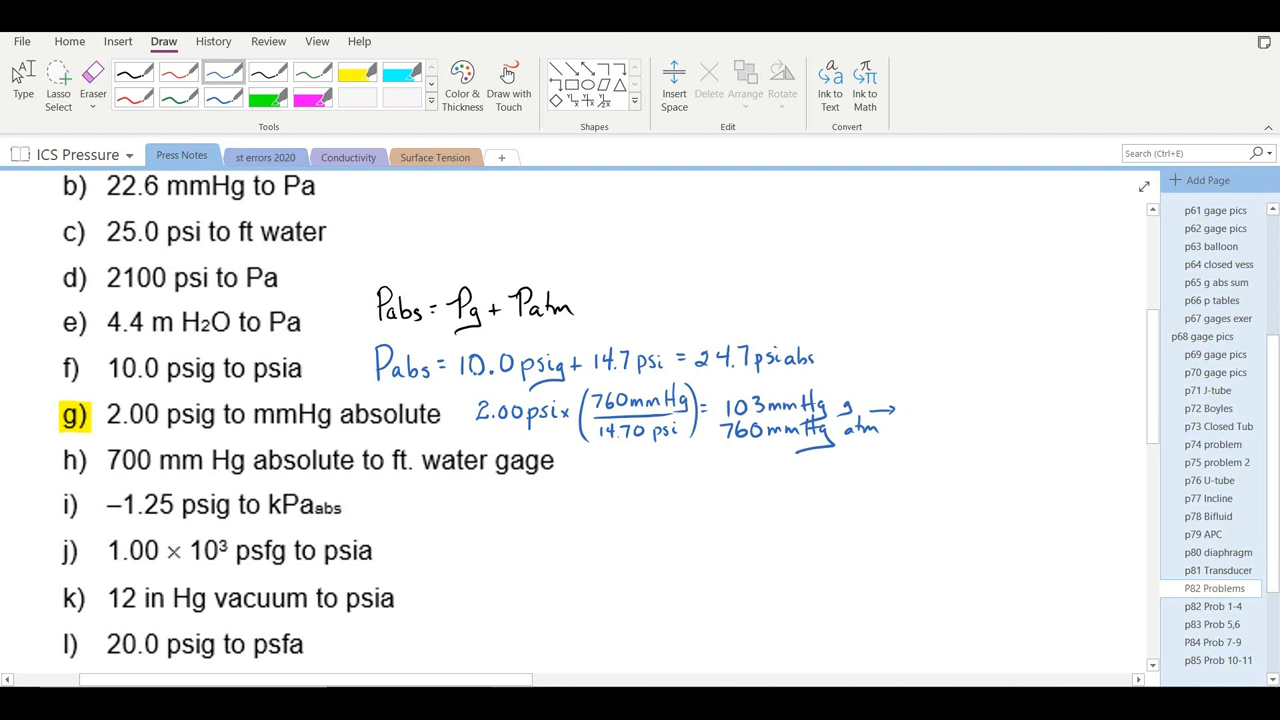 File Home Insert Draw History Review View Help
Type Lasso Select Eraser Color & Thickness Draw with Touch Insert Space Delete Arrange Rotate Ink to Text Ink to Math
Tools Shapes Edit Convert
ICS Pressure Press Notes st errors 2020 Conductivity Surface Tension + Search (Ctrl+E)
+ Add Page
b) 22.6 mmHg to Pa
c) 25.0 psi to ft water
d) 2100 psi to Pa
Pabs = Pg + Patm
e) 4.4 m H₂O to Pa
Pabs = 10.0 psig + 14.7 psi = 24.7 psi abs
f) 10.0 psig to psia
2.00 psi × (760 mmHg / 14.70 psi) = 103 mmHg g →
760 mmHg atm
g) 2.00 psig to mmHg absolute
h) 700 mm Hg absolute to ft. water gage
i) –1.25 psig to kPaabs
j) 1.00 × 10³ psfg to psia
k) 12 in Hg vacuum to psia
l) 20.0 psig to psfa
p61 gage pics
p62 gage pics
p63 balloon
p64 closed vess
p65 g abs sum
p66 p tables
p67 gages exer
p68 gage pics
p69 gage pics
p70 gage pics
p71 J-tube
p72 Boyles
p73 Closed Tub
p74 problem
p75 problem 2
p76 U-tube
p77 Incline
p78 Bifluid
p79 APC
p80 diaphragm
p81 Transducer
P82 Problems
p82 Prob 1-4
p83 Prob 5,6
P84 Prob 7-9
p85 Prob 10-11